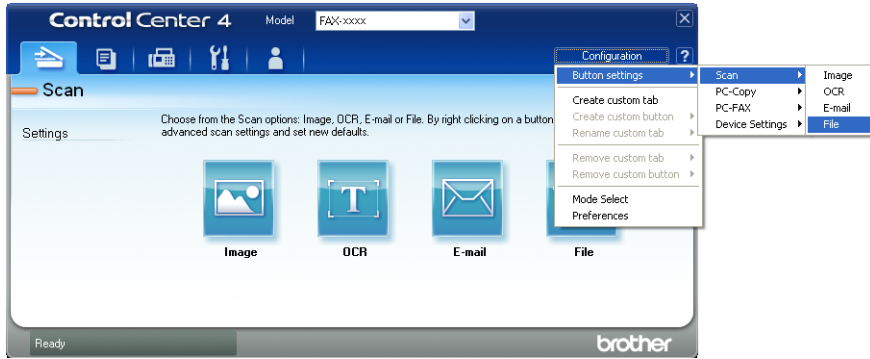 Control Center 4 Model FAX-xxxx
Configuration ?
Button settings
Create custom tab
Create custom button
Rename custom tab
Remove custom tab
Remove custom button
Mode Select
Preferences
Scan
PC-Copy
PC-FAX
Device Settings
Image
OCR
E-mail
File
Scan
Settings
Choose from the Scan options: Image, OCR, E-mail or File. By right clicking on a button
advanced scan settings and set new defaults.
T
Image OCR E-mail File
Ready brother